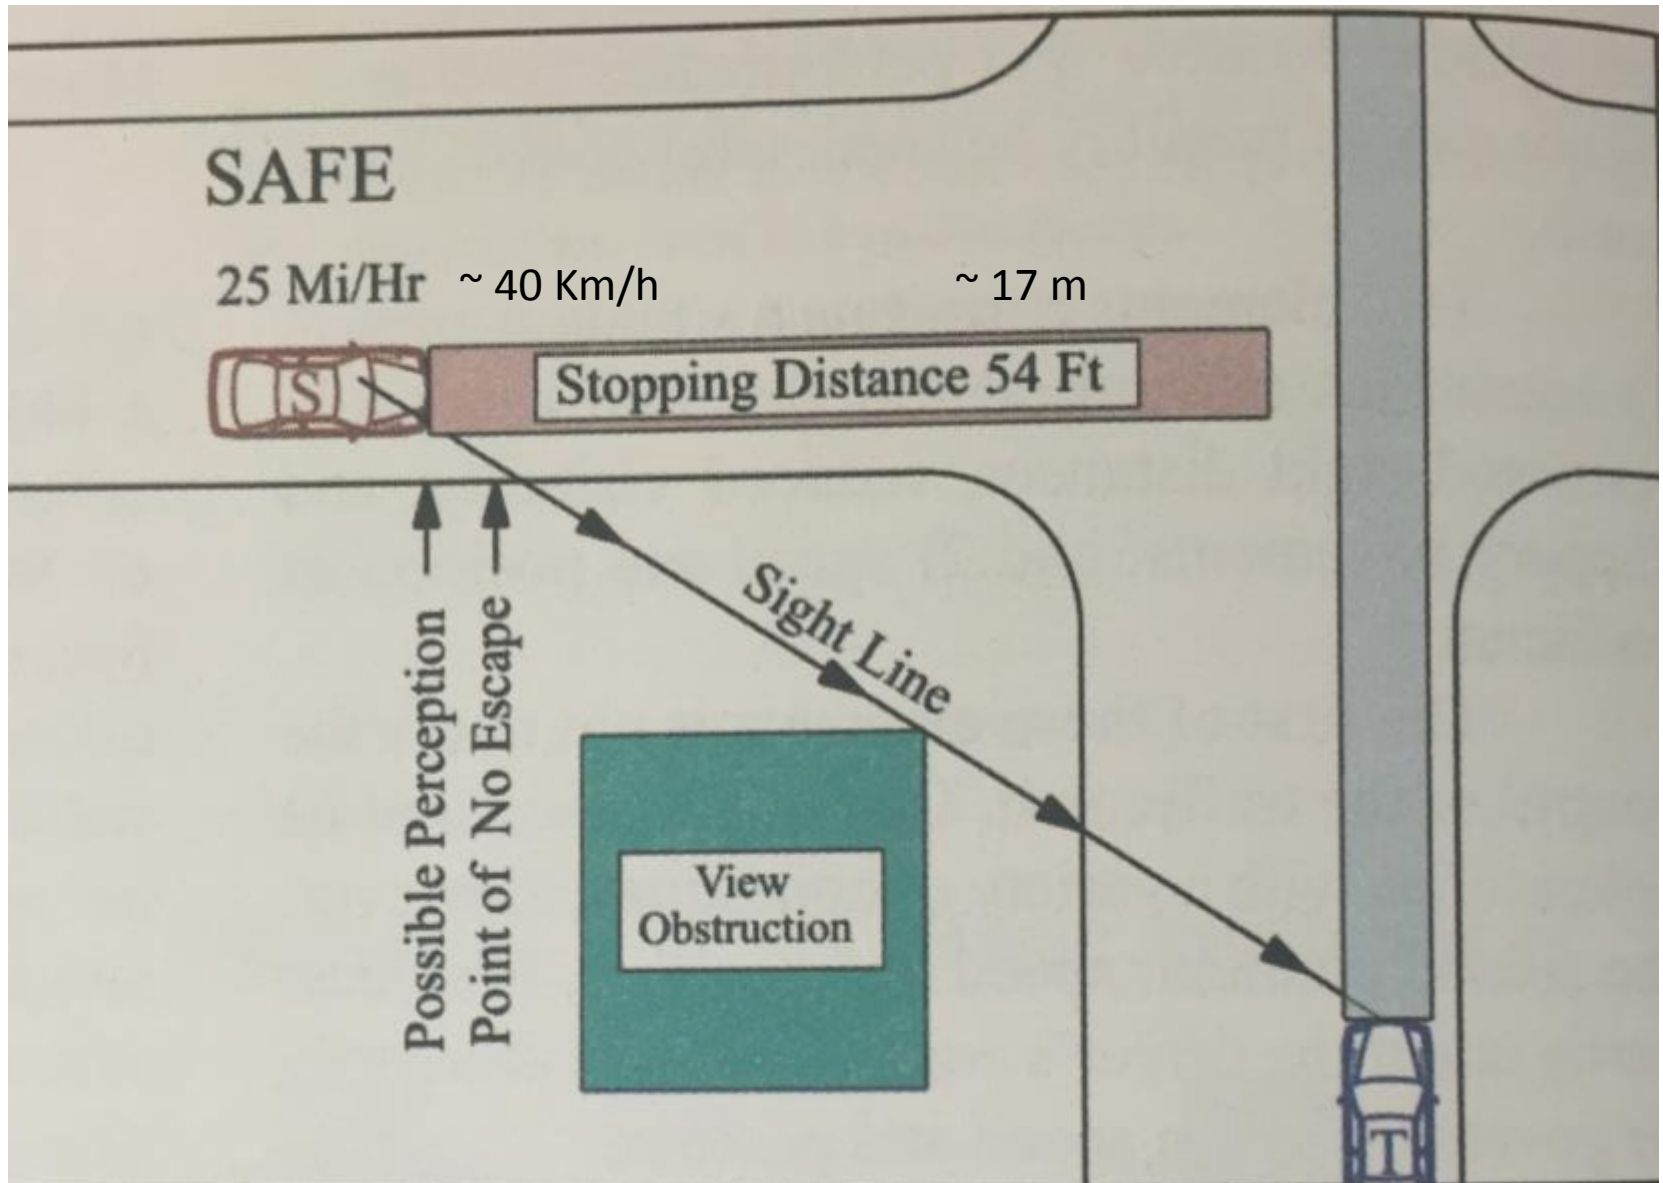 SAFE
25 Mi/Hr ~ 40 Km/h ~ 17 m
S
Stopping Distance 54 Ft
Possible Perception
Point of No Escape
Sight Line
View
Obstruction
T